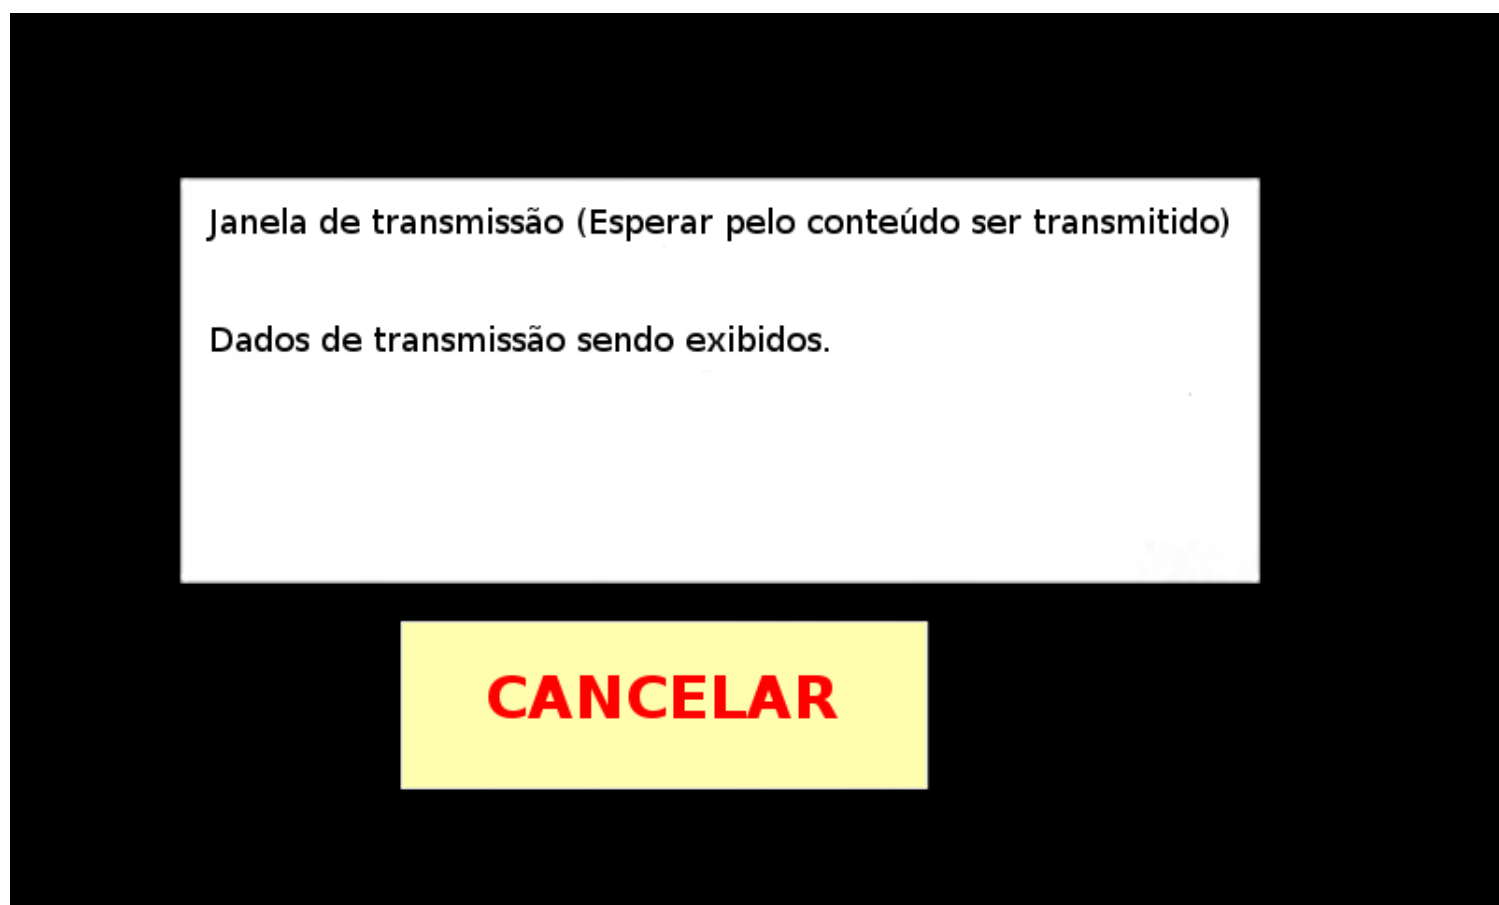 Janela de transmissão (Esperar pelo conteúdo ser transmitido)
Dados de transmissão sendo exibidos.
CANCELAR